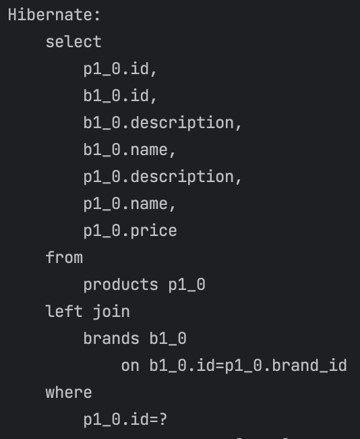 Hibernate:
select
p1_0.id,
b1_0.id,
b1_0.description,
b1_0.name,
p1_0.description,
p1_0.name,
p1_0.price
from
products p1_0
left join
brands b1_0
on b1_0.id=p1_0.brand_id
where
p1_0.id=?